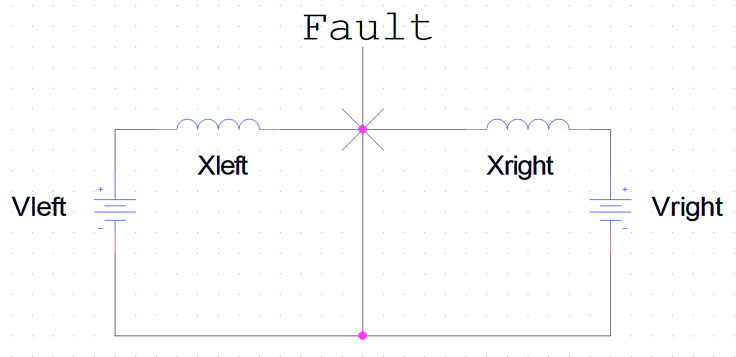 Fault
Xleft
Xright
Vleft
+
-
+
-
Vright